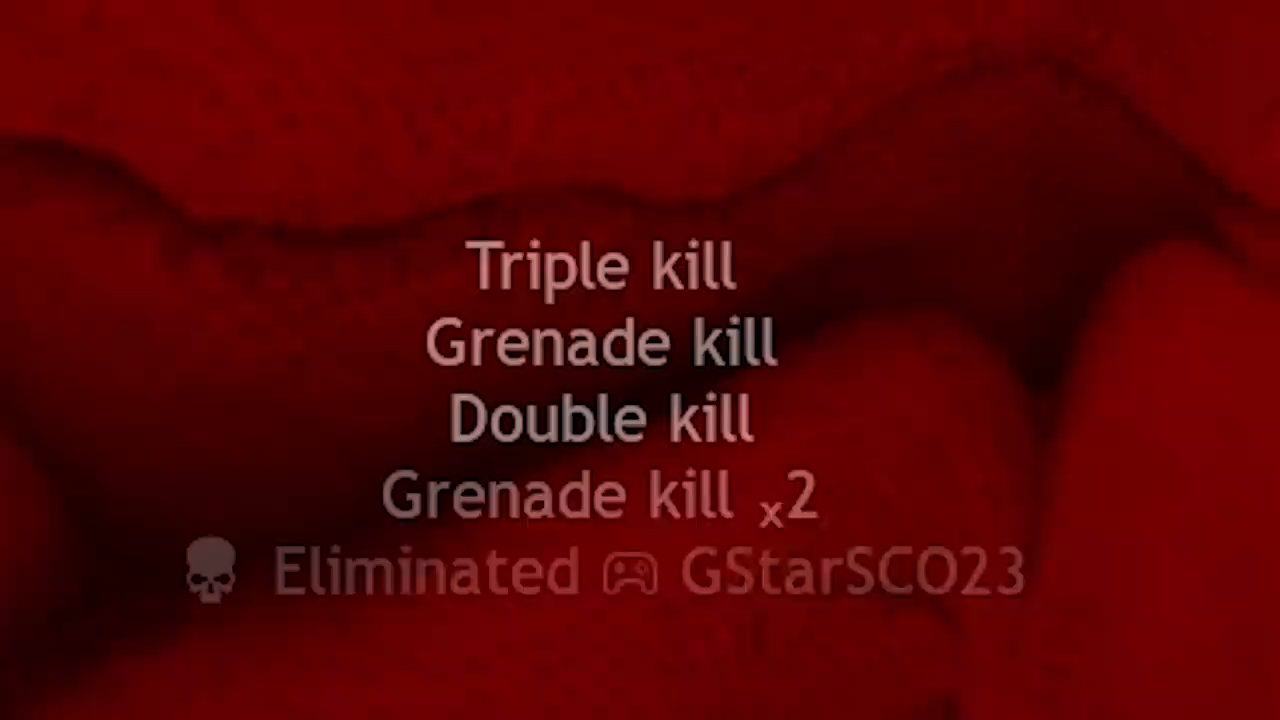 Triple kill
Grenade kill
Double kill
Grenade kill x2
Eliminated GStarSCO23